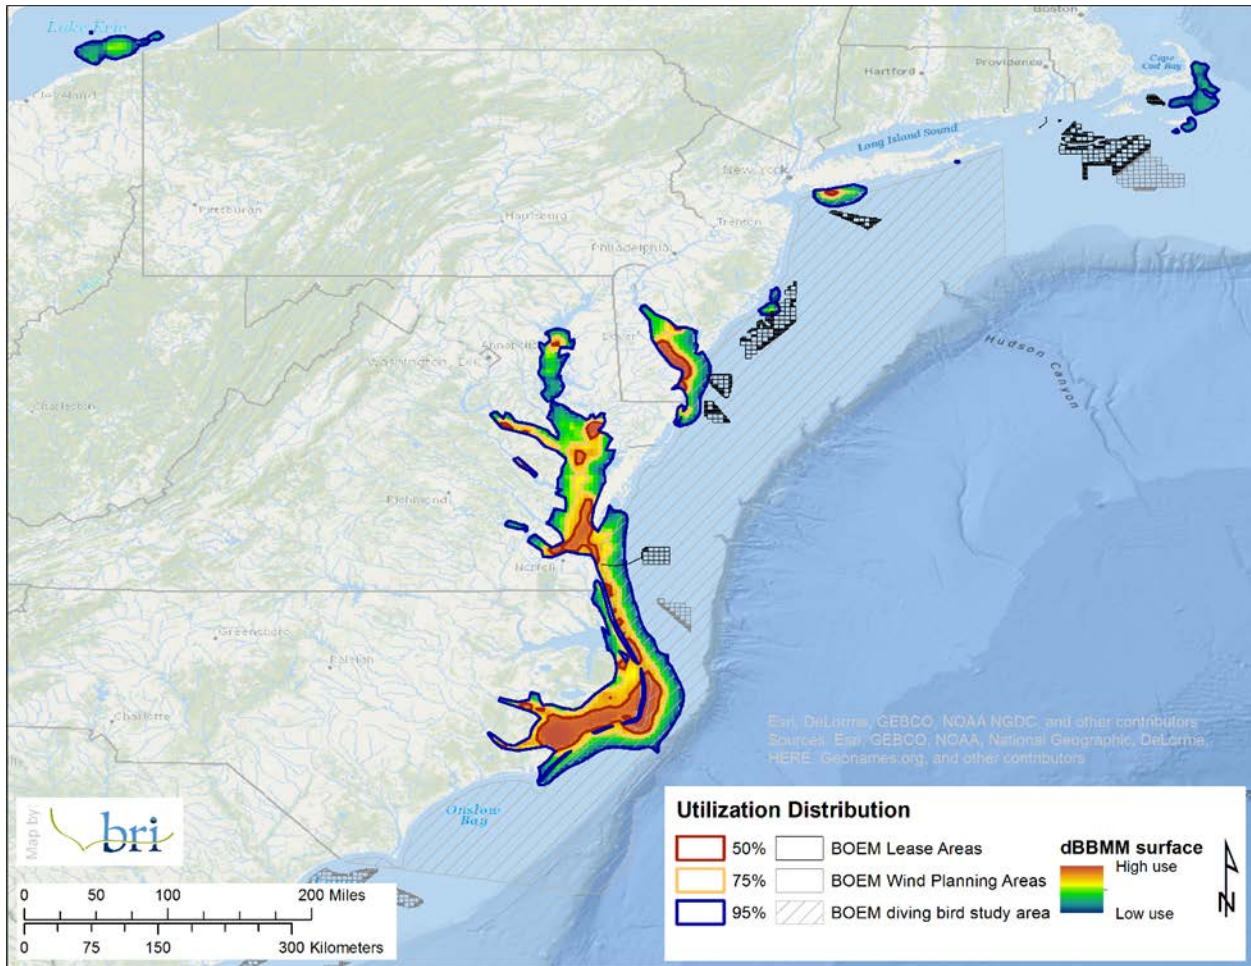 Lake Erie
Boston
Cape
Cod Bay
Hartford
Providence
Cleveland
Long Island Sound
New York
Pittsburgh
Harrisburg
Trenton
Philadelphia
Dover
Annapolis
Washington, D.C.
Hudson Canyon
Charleston
Richmond
Norfolk
Greensboro
Raleigh
Charlotte
Esri, DeLorme, GEBCO, NOAA NGDC, and other contributors
Sources: Esri, GEBCO, NOAA, National Geographic, DeLorme,
HERE, Geonames.org, and other contributors
Onslow
Bay
Map by
bri
0 50 100 200 Miles
0 75 150 300 Kilometers
Utilization Distribution
50% BOEM Lease Areas
75% BOEM Wind Planning Areas
95% BOEM diving bird study area
dBBMM surface
High use
Low use
N